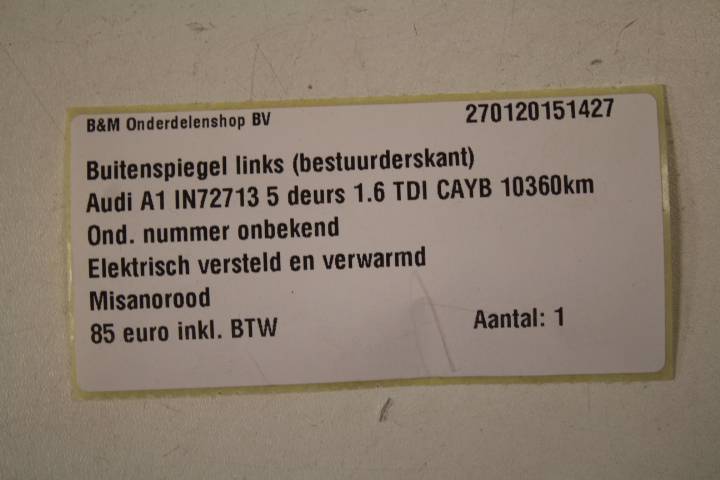 B&M Onderdelenshop BV 270120151427
Buitenspiegel links (bestuurderskant)
Audi A1 IN72713 5 deurs 1.6 TDI CAYB 10360km
Ond. nummer onbekend
Elektrisch versteld en verwarmd
Misanorood
85 euro inkl. BTW Aantal: 1